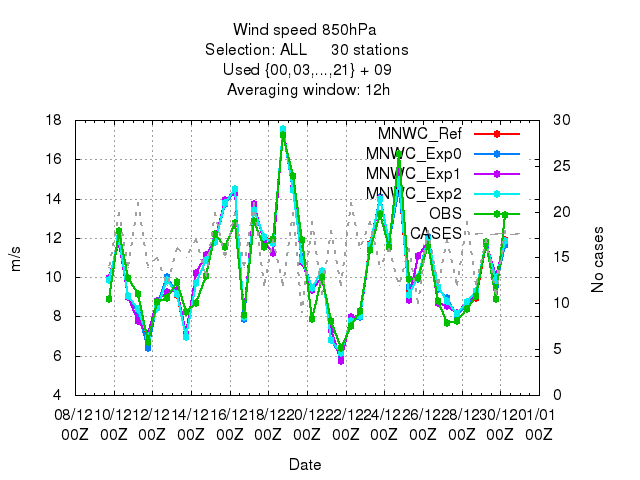 Wind speed 850hPa
Selection: ALL 30 stations
Used {00,03,...,21} + 09
Averaging window: 12h
18 16 14 12 10 8 6 4
m/s
30 25 20 15 10 5 0
No cases
MNWC_Ref
MNWC_Exp0
MNWC_Exp1
MNWC_Exp2
OBS
CASES
08/12 10/12 12/12 14/12 16/12 18/12 20/12 22/12 24/12 26/12 28/12 30/12 01/01
00Z 00Z 00Z 00Z 00Z 00Z 00Z 00Z 00Z 00Z 00Z 00Z 00Z
Date